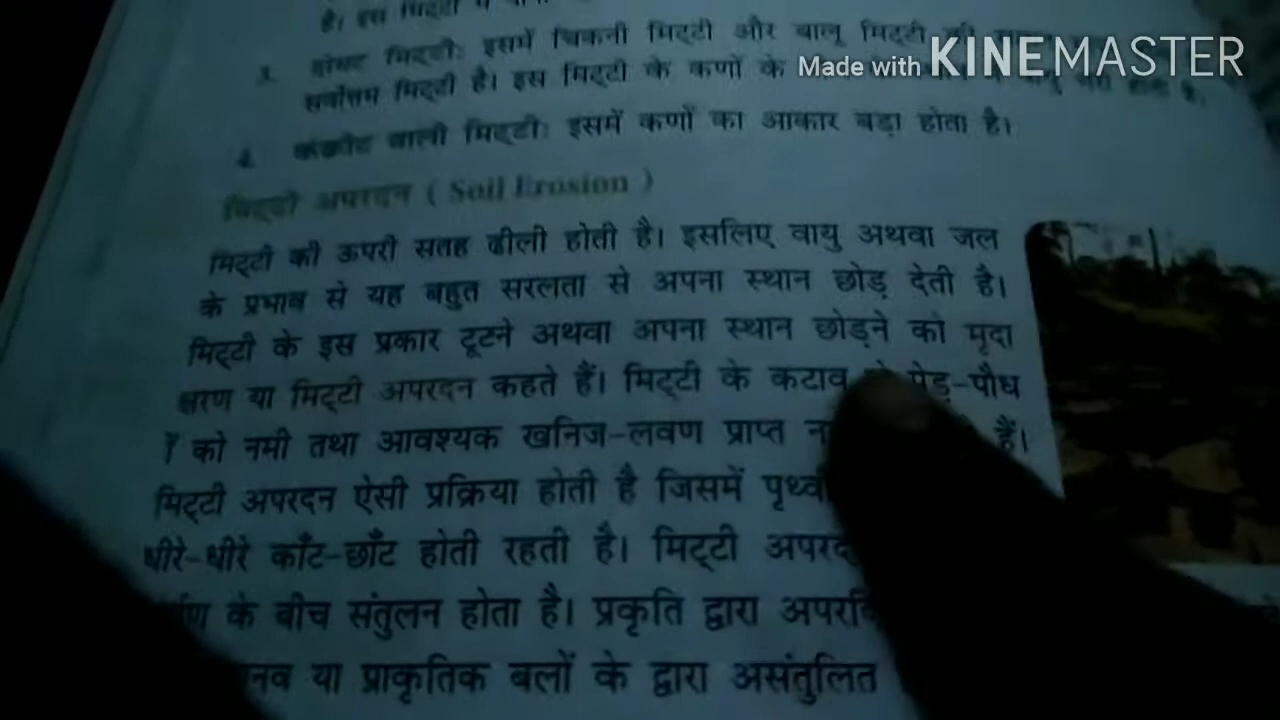 है। इस मिट्टी में
Made with KINEMASTER
3. दोमट मिट्टी: इसमें चिकनी मिट्टी और बालू मिट्टी की
सर्वोत्तम मिट्टी है। इस मिट्टी के कणों के
4. कंक्रीट वाली मिट्टी: इसमें कणों का आकार बड़ा होता है।
मिट्टी अपरदन ( Soil Erosion )
मिट्टी की ऊपरी सतह ढीली होती है। इसलिए वायु अथवा जल
के प्रभाव से यह बहुत सरलता से अपना स्थान छोड़ देती है।
मिट्टी के इस प्रकार टूटने अथवा अपना स्थान छोड़ने को मृदा
क्षरण या मिट्टी अपरदन कहते हैं। मिट्टी के कटाव पेड़-पौध
ों को नमी तथा आवश्यक खनिज-लवण प्राप्त हैं।
मिट्टी अपरदन ऐसी प्रक्रिया होती है जिसमें
धीरे-धीरे काँट-छाँट होती रहती है। मिट्टी
के बीच संतुलन होता है। प्रकृति द्वारा
या प्राकृतिक बलों के द्वारा असंतुलित